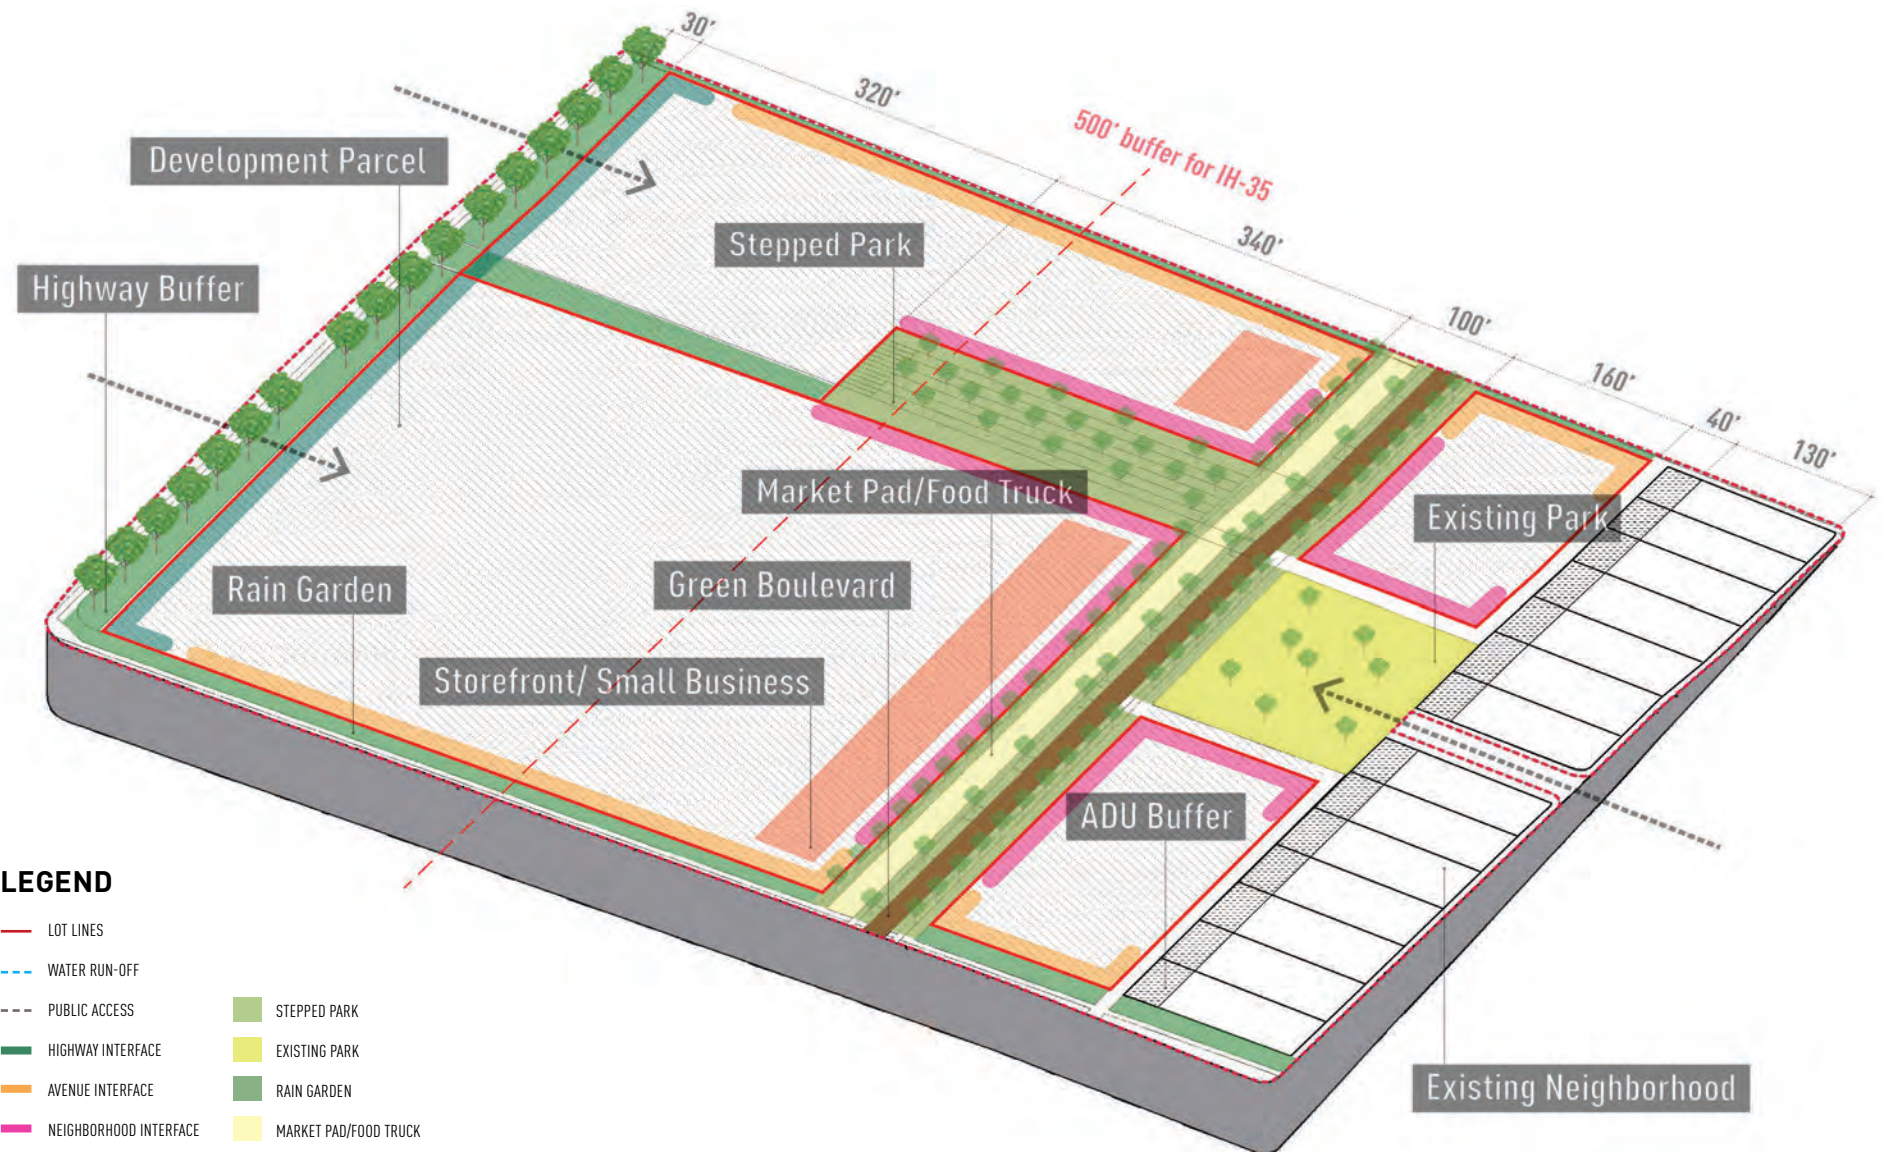 30'
320'
500' buffer for IH-35
340'
100'
160'
40'
130'
Development Parcel
Stepped Park
Highway Buffer
Market Pad/Food Truck
Existing Park
Rain Garden
Green Boulevard
Storefront/ Small Business
ADU Buffer
Existing Neighborhood
LEGEND
LOT LINES
WATER RUN-OFF
PUBLIC ACCESS
HIGHWAY INTERFACE
AVENUE INTERFACE
NEIGHBORHOOD INTERFACE
STEPPED PARK
EXISTING PARK
RAIN GARDEN
MARKET PAD/FOOD TRUCK